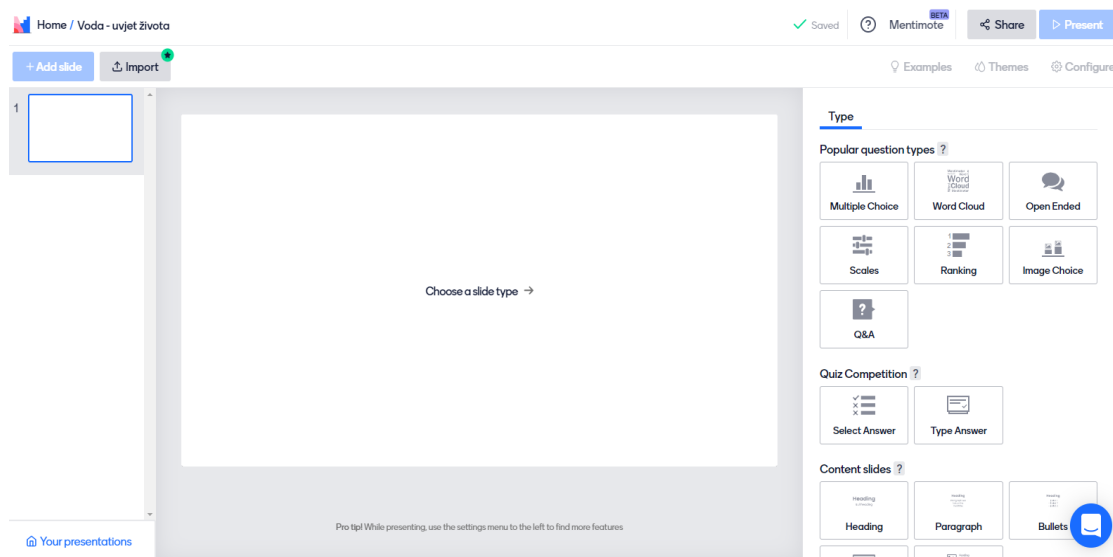 Home / Voda - uvjet života
Saved
Mentimote
BETA
Share
Present
+ Add slide
Import
Examples
Themes
Configure
1
Choose a slide type →
Pro tip! While presenting, use the settings menu to the left to find more features
Your presentations
Type
Popular question types ?
Multiple Choice
Word Cloud
Open Ended
Scales
Ranking
Image Choice
Q&A
Quiz Competition ?
Select Answer
Type Answer
Content slides ?
Heading
Paragraph
Bullets